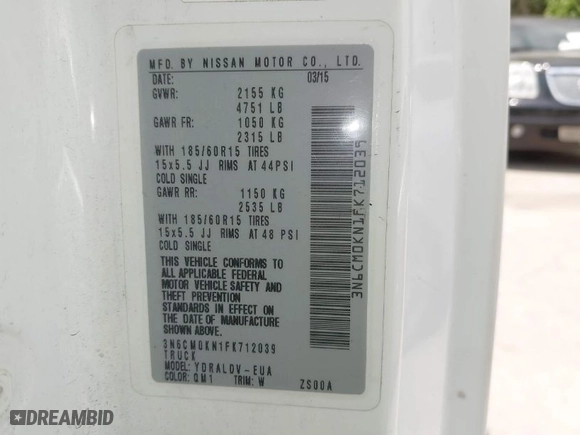 MFD. BY NISSAN MOTOR CO., LTD.
DATE: 03/15
GVWR: 2155 KG
4751 LB
GAWR FR: 1050 KG
2315 LB
WITH 185/60R15 TIRES
15x5.5 JJ RIMS AT 44PSI
COLD SINGLE
GAWR RR: 1150 KG
2535 LB
WITH 185/60R15 TIRES
15x5.5 JJ RIMS AT 48 PSI
COLD SINGLE
THIS VEHICLE CONFORMS TO
ALL APPLICABLE FEDERAL
MOTOR VEHICLE SAFETY AND
THEFT PREVENTION
STANDARDS IN EFFECT ON
THE DATE OF MANUFACTURE
SHOWN ABOVE.
3N6CM0KN1FK712039
TRUCK
MODEL: YDRALDV-EUA
COLOR: QM1 TRIM: W ZS00A
3N6CM0KN1FK712039
DREAMBID